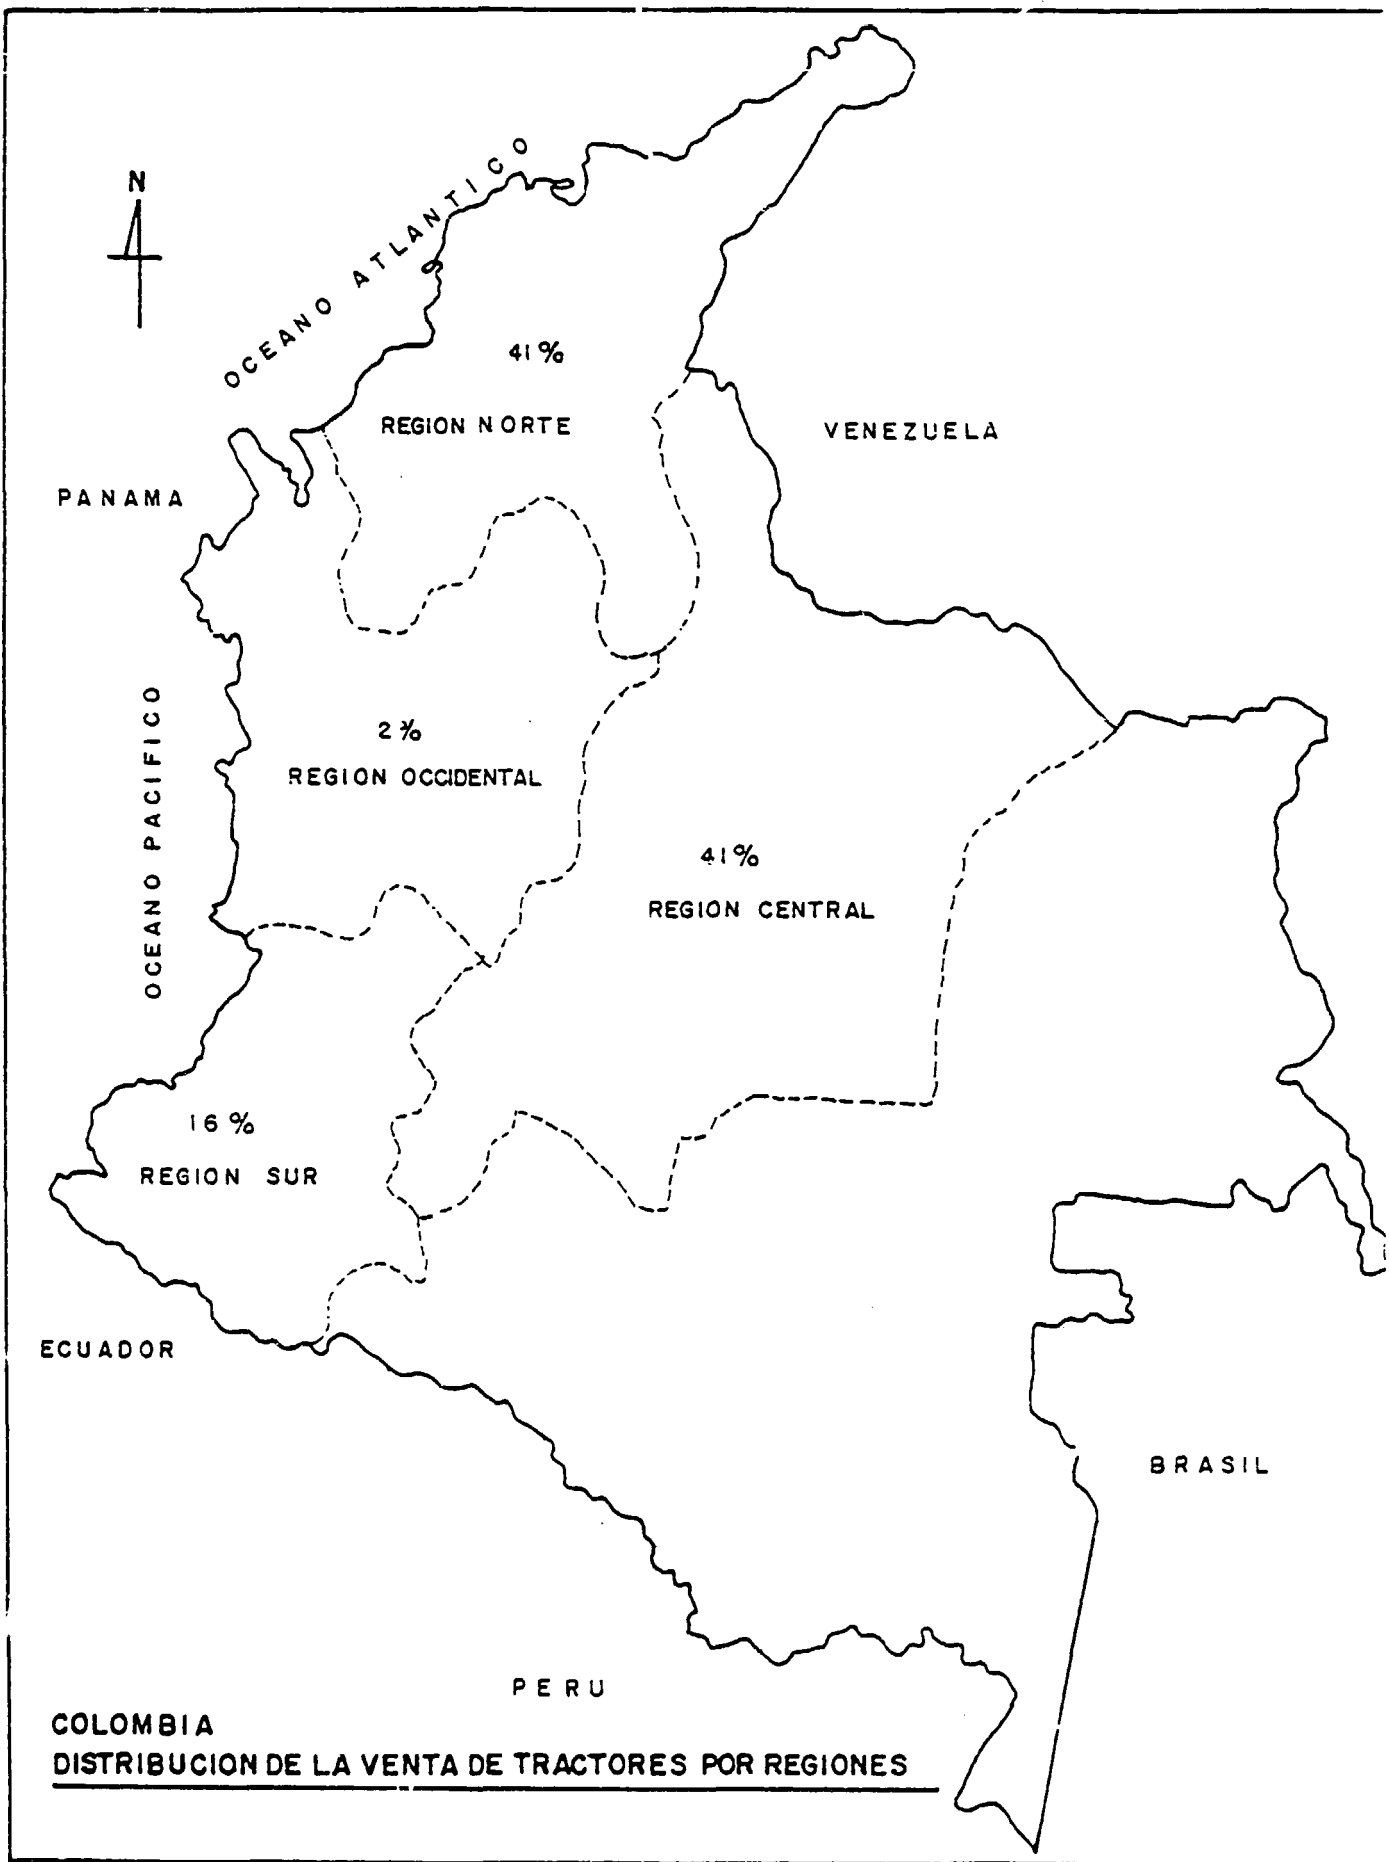 N
OCEANO ATLANTICO
41%
REGION NORTE
VENEZUELA
PANAMA
OCEANO PACIFICO
2%
REGION OCCIDENTAL
41%
REGION CENTRAL
16%
REGION SUR
ECUADOR
BRASIL
PERU
COLOMBIA
DISTRIBUCION DE LA VENTA DE TRACTORES POR REGIONES